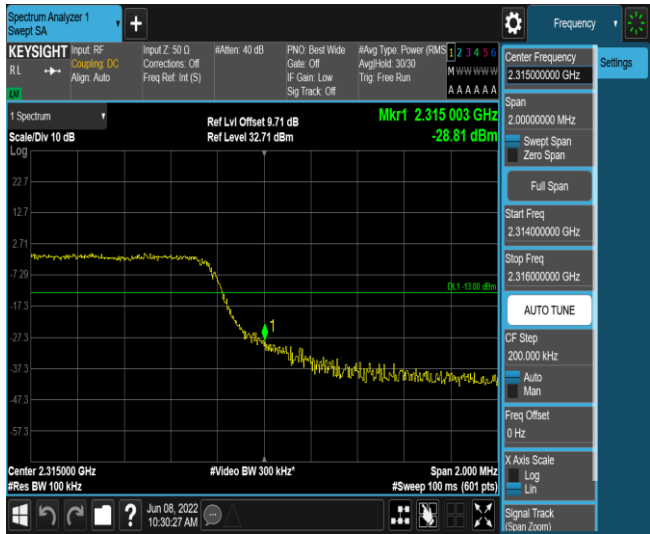 Spectrum Analyzer 1
Swept SA
Frequency
KEYSIGHT
RL
LNI
Input: RF
Coupling: DC
Align: Auto
Input Z: 50 Ω
Corrections: Off
Freq Ref: Int (S)
#Atten: 40 dB
PNO: Best Wide
Gate: Off
IF Gain: Low
Sig Track: Off
#Avg Type: Power (RMS
Avg|Hold: 30/30
Trig: Free Run
1 2 3 4 5 6
M W W W W W
A A A A A A
1 Spectrum
Scale/Div 10 dB
Log
Ref Lvl Offset 9.71 dB
Ref Level 32.71 dBm
Mkr1 2.315 003 GHz
-28.81 dBm
22.7
12.7
2.71
-7.29
-17.3
-27.3
-37.3
-47.3
-57.3
DL1 -13.00 dBm
1
Center 2.315000 GHz
#Res BW 100 kHz
#Video BW 300 kHz*
Span 2.000 MHz
#Sweep 100 ms (601 pts)
Center Frequency
2.315000000 GHz
Settings
Span
2.00000000 MHz
Swept Span
Zero Span
Full Span
Start Freq
2.314000000 GHz
Stop Freq
2.316000000 GHz
AUTO TUNE
CF Step
200.000 kHz
Auto
Man
Freq Offset
0 Hz
X Axis Scale
Log
Lin
Signal Track
(Span Zoom)
?
Jun 08, 2022
10:30:27 AM